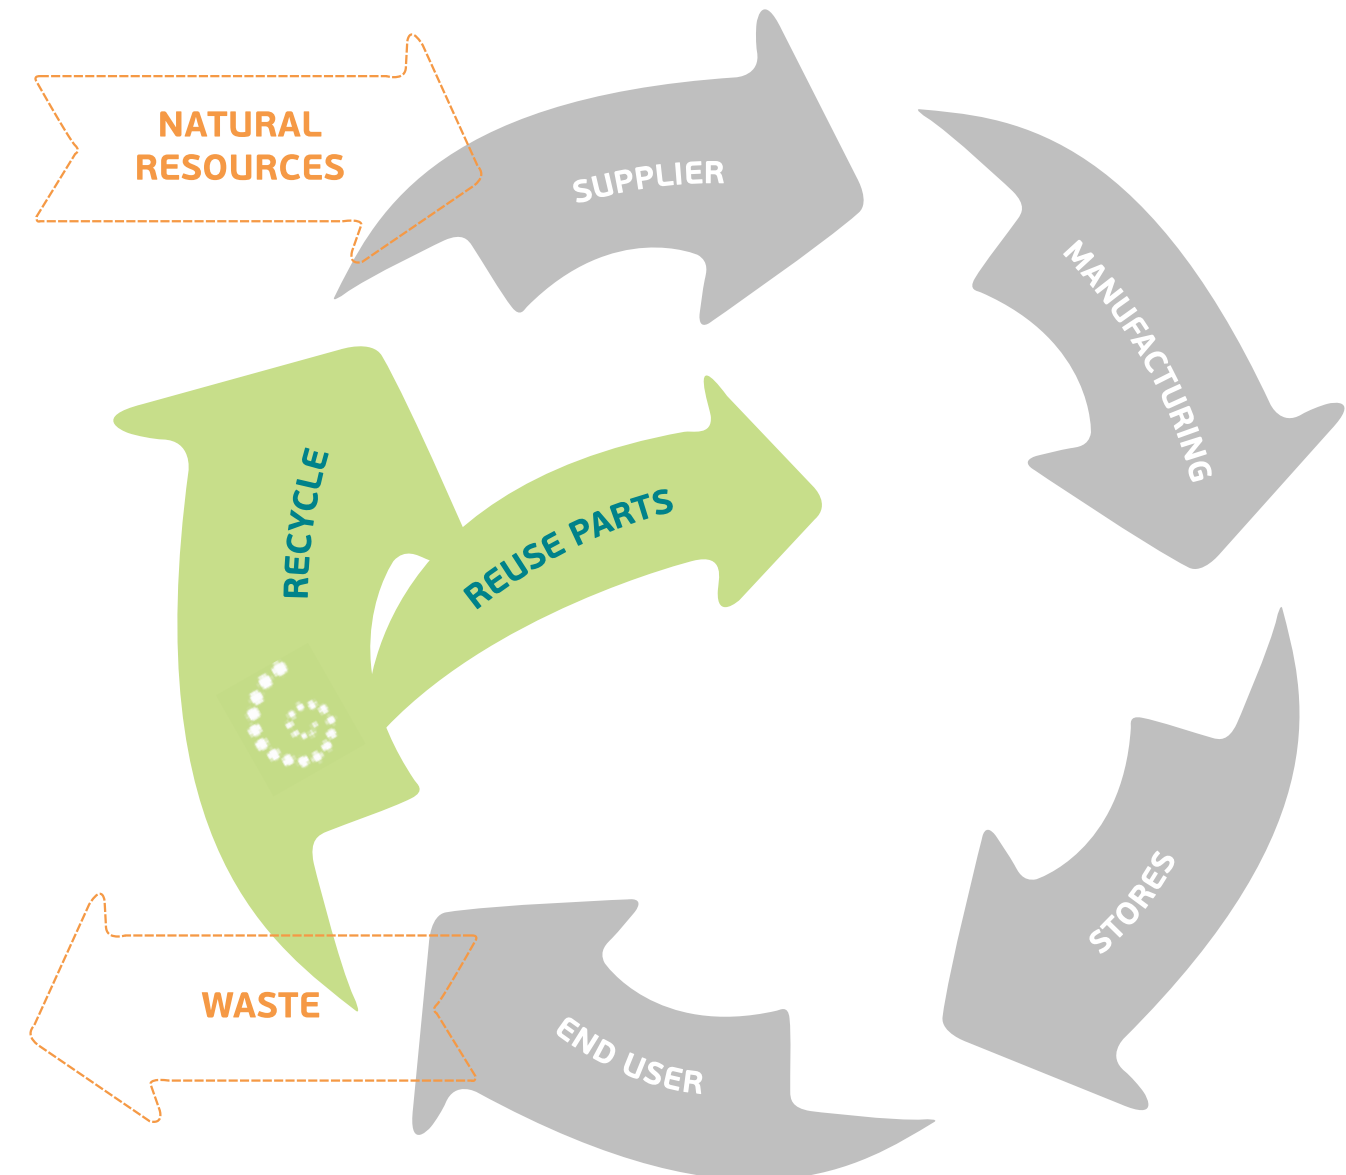 NATURAL
RESOURCES
SUPPLIER
MANUFACTURING
RECYCLE
REUSE PARTS
STORES
WASTE
END USER